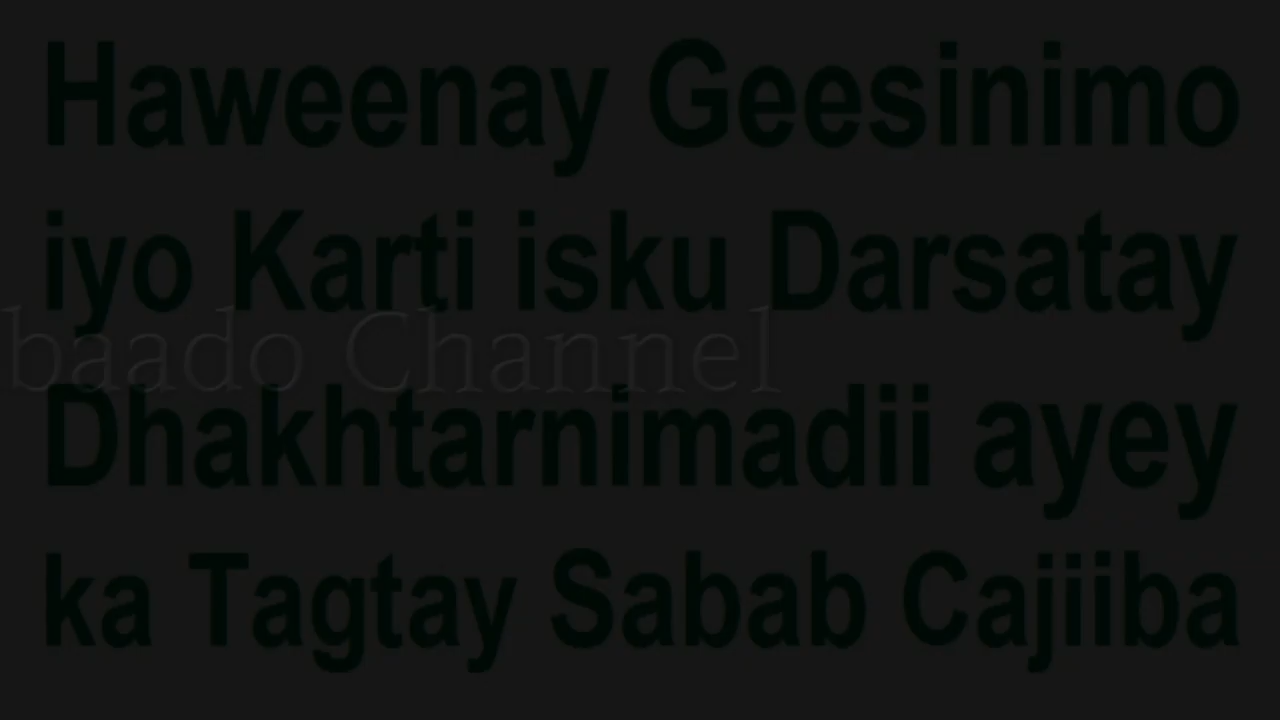 Haweenay Geesinimo
iyo Karti isku Darsatay
baado Channel
Dhakhtarnimadii ayey
ka Tagtay Sabab Cajiiba